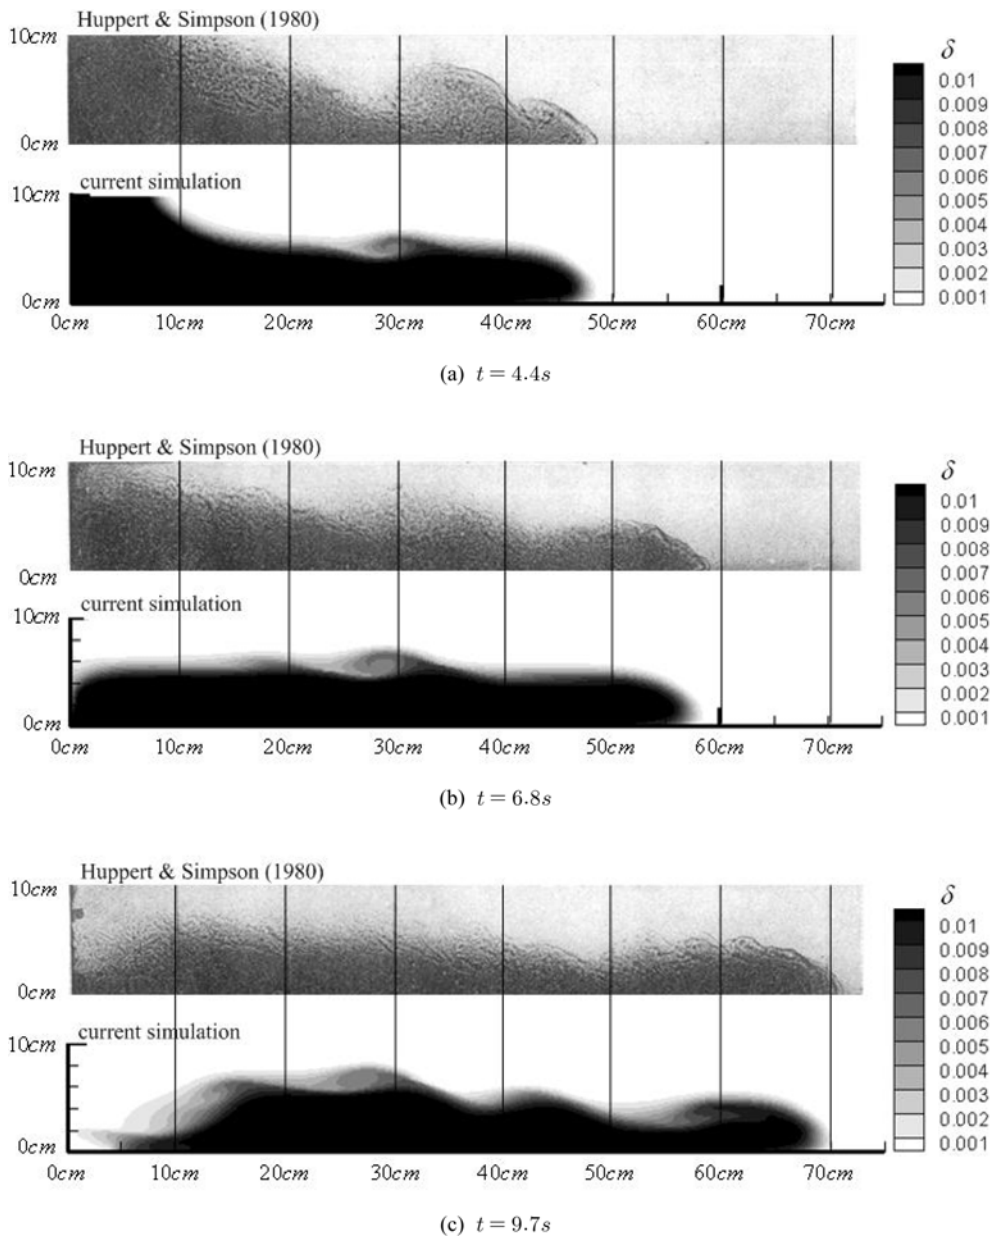 Huppert & Simpson (1980)
10cm
0cm
current simulation
10cm
0cm
0cm 10cm 20cm 30cm 40cm 50cm 60cm 70cm
δ
0.01
0.009
0.008
0.007
0.006
0.005
0.004
0.003
0.002
0.001
(a) t = 4.4s
Huppert & Simpson (1980)
10cm
0cm
current simulation
10cm
0cm
0cm 10cm 20cm 30cm 40cm 50cm 60cm 70cm
δ
0.01
0.009
0.008
0.007
0.006
0.005
0.004
0.003
0.002
0.001
(b) t = 6.8s
Huppert & Simpson (1980)
10cm
0cm
current simulation
10cm
0cm
0cm 10cm 20cm 30cm 40cm 50cm 60cm 70cm
δ
0.01
0.009
0.008
0.007
0.006
0.005
0.004
0.003
0.002
0.001
(c) t = 9.7s